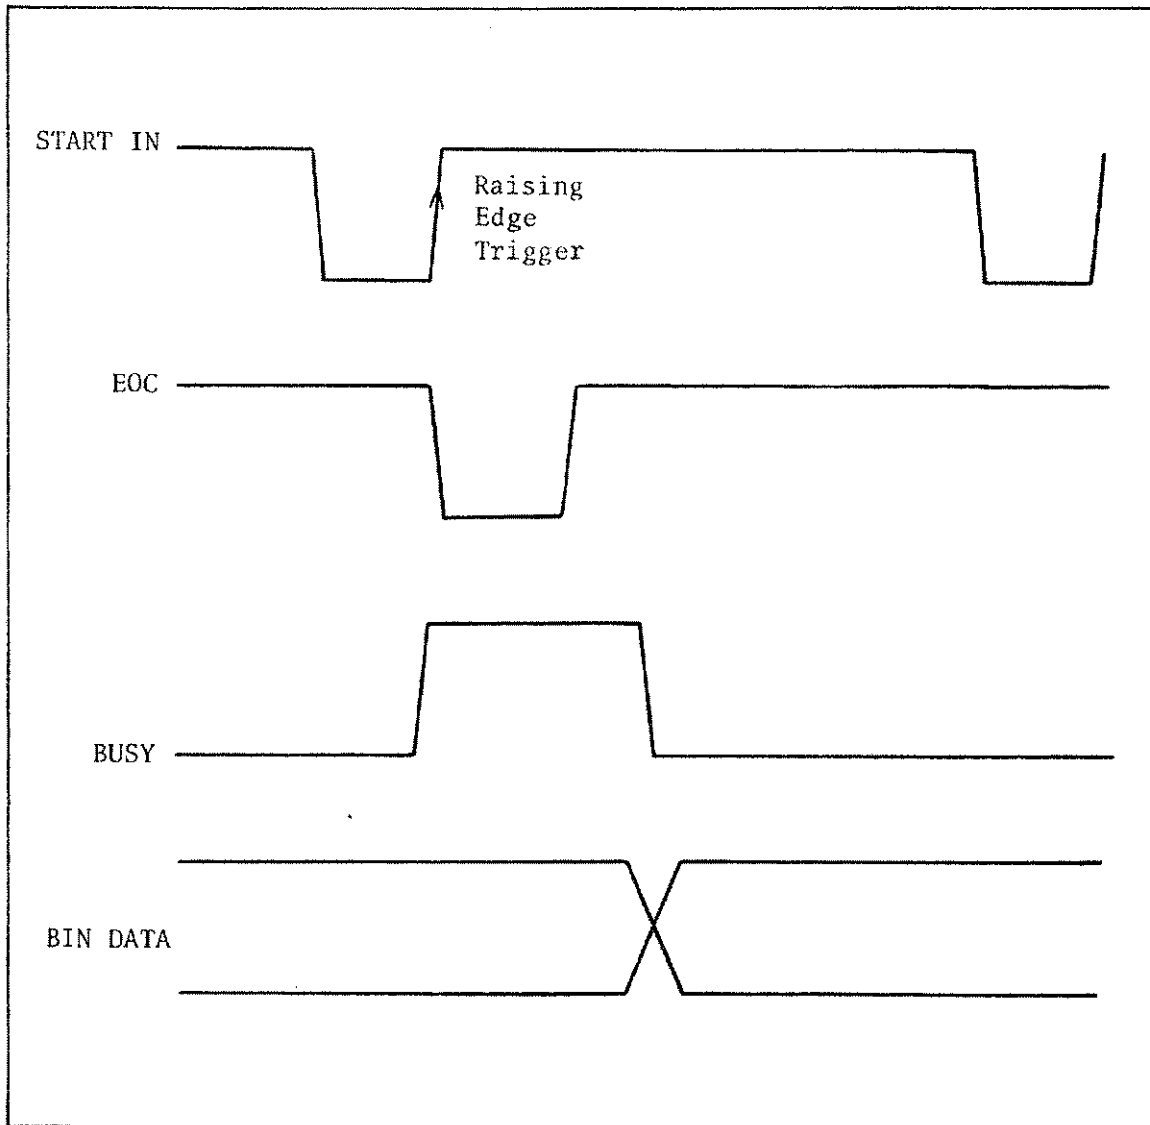 START IN
Raising
Edge
Trigger
EOC
BUSY
BIN DATA